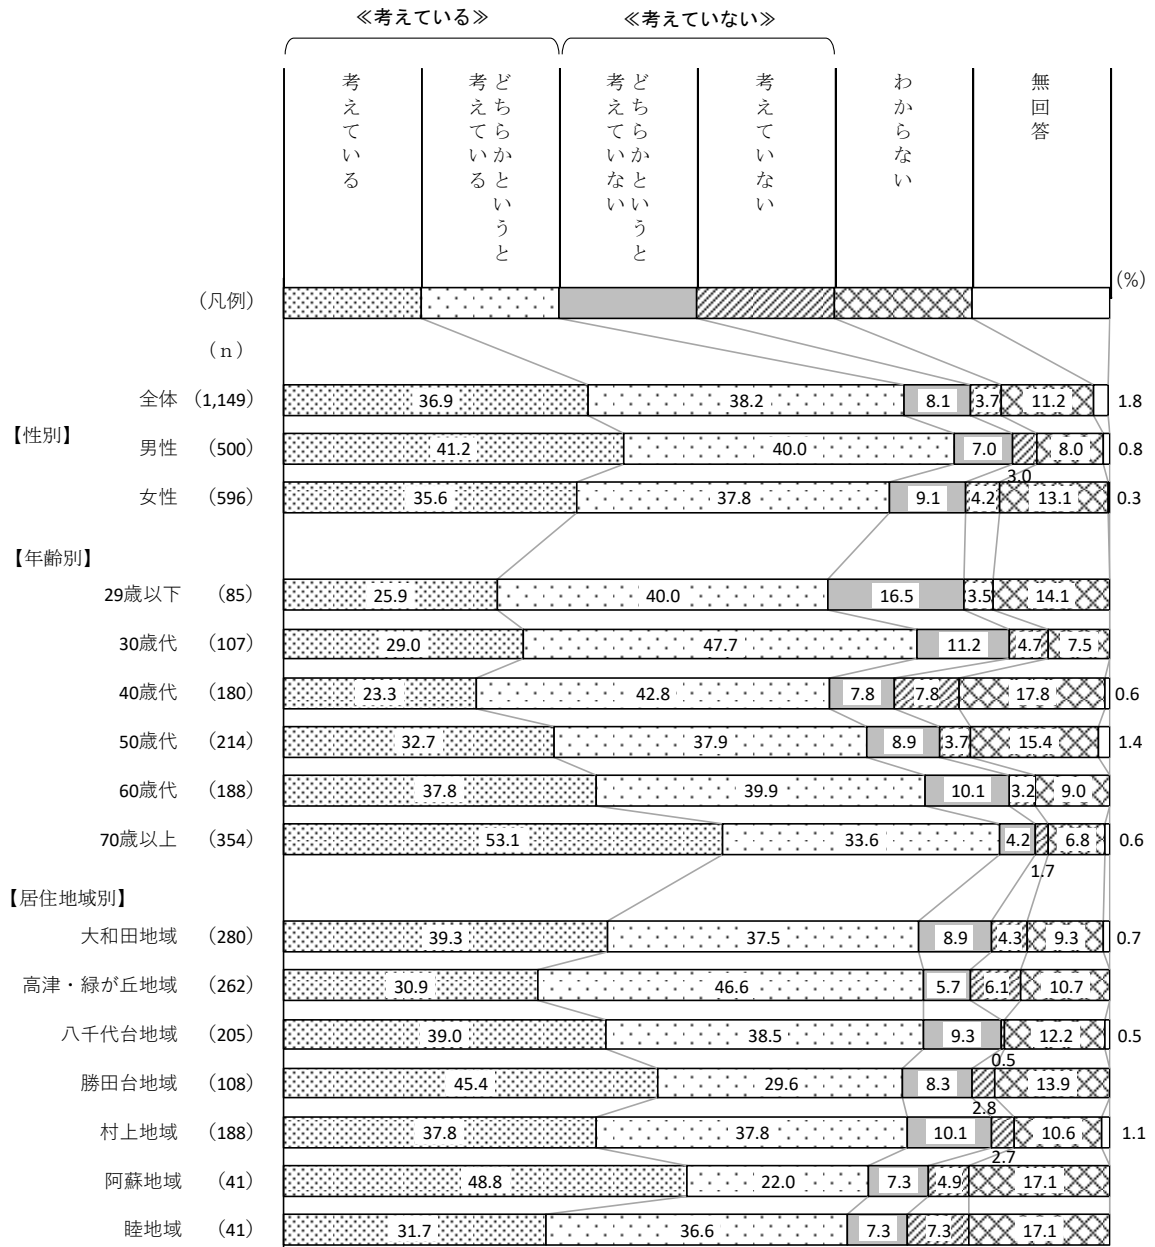 ≪考えている≫ ≪考えていない≫
考えている
どちらかというと
考えている
どちらかというと
考えていない
考えていない
わからない
無回答
(%)
(凡例)
(n)
全体 (1,149) 36.9 38.2 8.1 3.7 11.2 1.8
【性別】
男性 (500) 41.2 40.0 7.0 3.0 8.0 0.8
女性 (596) 35.6 37.8 9.1 4.2 13.1 0.3
【年齢別】
29歳以下 (85) 25.9 40.0 16.5 3.5 14.1
30歳代 (107) 29.0 47.7 11.2 4.7 7.5
40歳代 (180) 23.3 42.8 7.8 7.8 17.8 0.6
50歳代 (214) 32.7 37.9 8.9 3.7 15.4 1.4
60歳代 (188) 37.8 39.9 10.1 3.2 9.0
70歳以上 (354) 53.1 33.6 4.2 1.7 6.8 0.6
【居住地域別】
大和田地域 (280) 39.3 37.5 8.9 4.3 9.3 0.7
高津・緑が丘地域 (262) 30.9 46.6 5.7 6.1 10.7
八千代台地域 (205) 39.0 38.5 9.3 0.5 12.2 0.5
勝田台地域 (108) 45.4 29.6 8.3 2.8 13.9
村上地域 (188) 37.8 37.8 10.1 2.7 10.6 1.1
阿蘇地域 (41) 48.8 22.0 7.3 4.9 17.1
睦地域 (41) 31.7 36.6 7.3 7.3 17.1